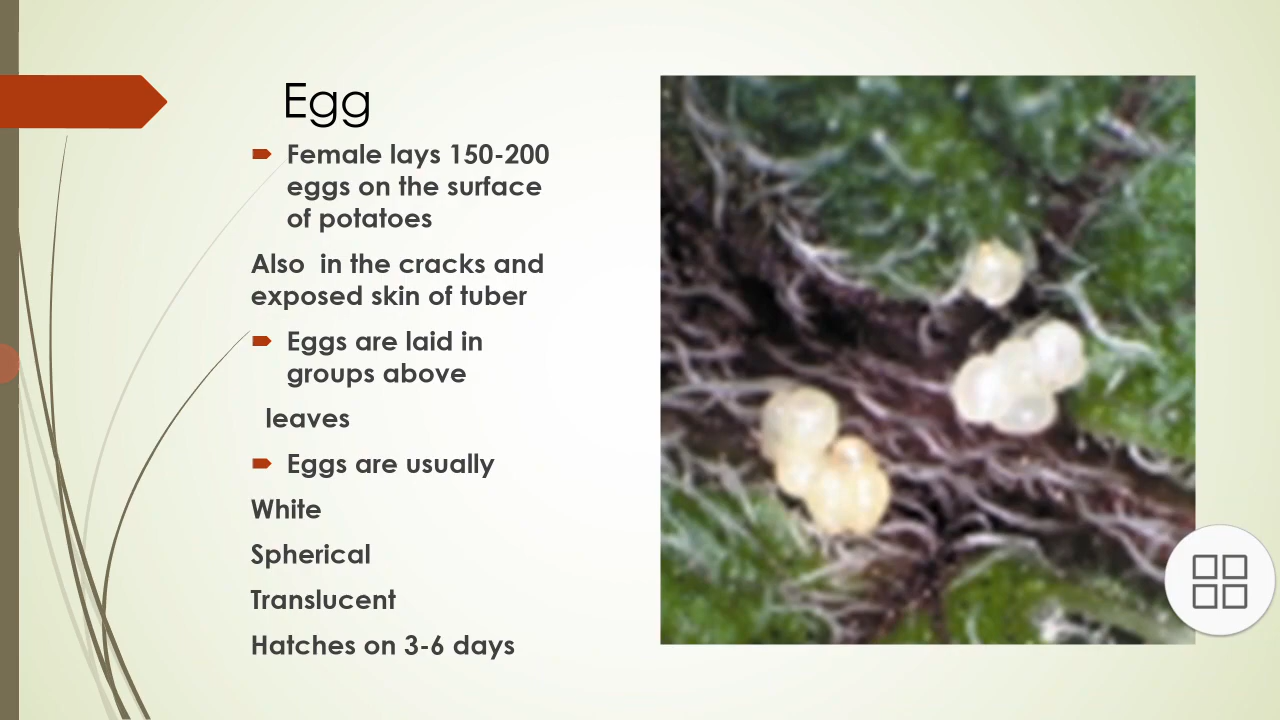 Egg
Female lays 150-200
eggs on the surface
of potatoes
Also  in the cracks and
exposed skin of tuber
Eggs are laid in
groups above
leaves
Eggs are usually
White
Spherical
Translucent
Hatches on 3-6 days